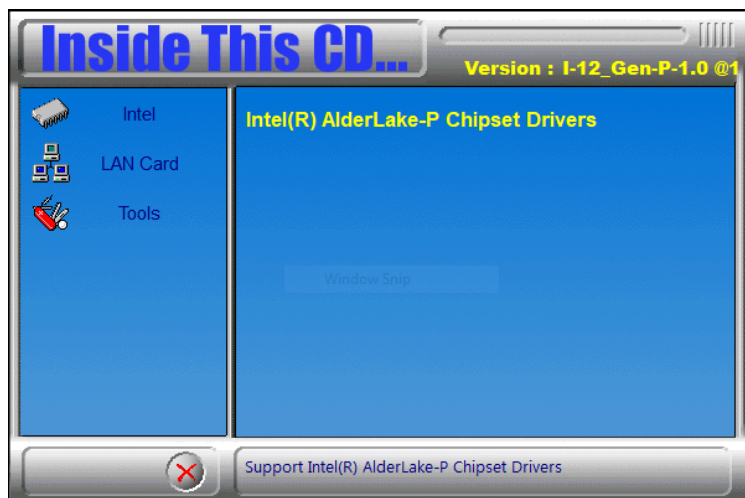 Inside This CD...
Version : I-12_Gen-P-1.0 @1
Intel
LAN Card
Tools
Intel(R) AlderLake-P Chipset Drivers
Window Snip
Support Intel(R) AlderLake-P Chipset Drivers